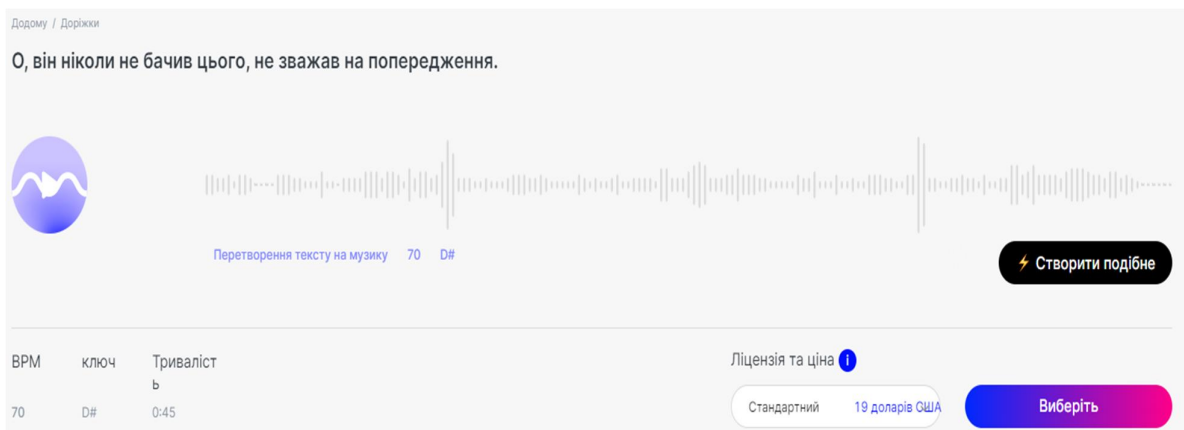 Додому / Доріжки
О, він ніколи не бачив цього, не зважав на попередження.
Перетворення тексту на музику 70 D#
Створити подібне
BPM ключ Триваліст
ь
70 D# 0:45
Ліцензія та ціна i
Стандартний 19 доларів США
Виберіть